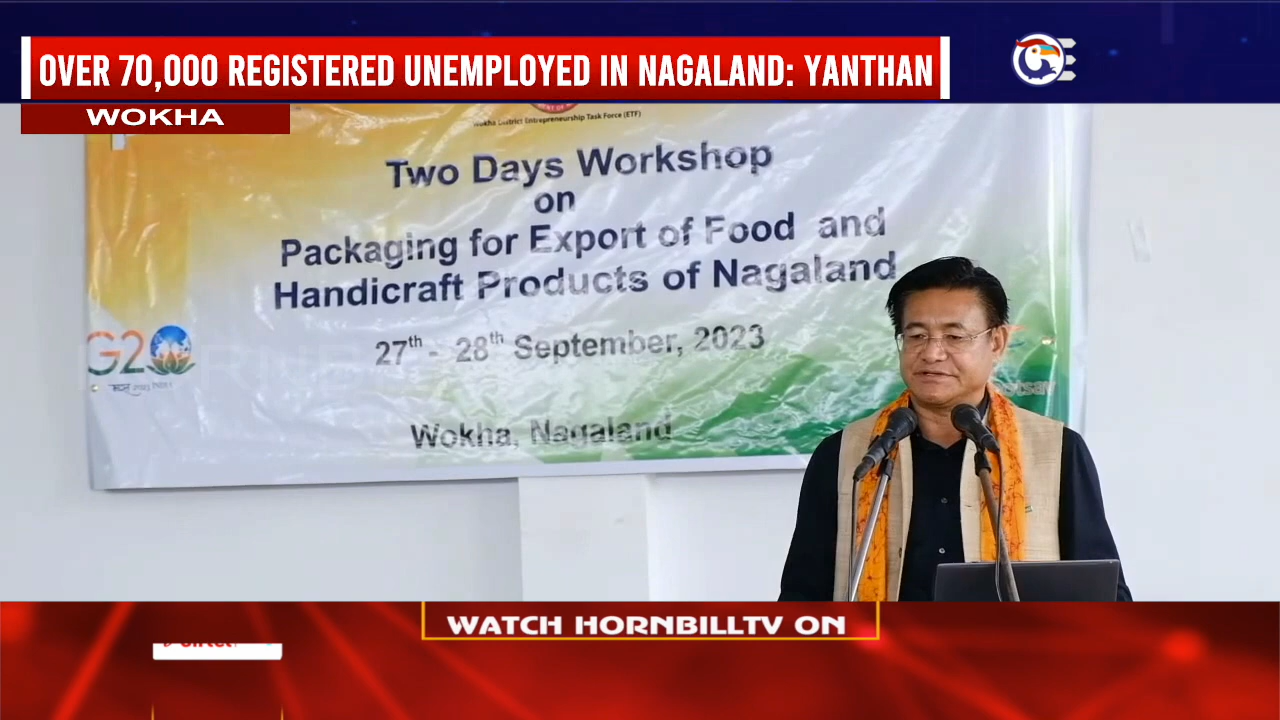 OVER 70,000 REGISTERED UNEMPLOYED IN NAGALAND: YANTHAN
WOKHA
Wokha District Entrepreneurship Task Force (ETF)
Two Days Workshop
on
Packaging for Export of Food and
Handicraft Products of Nagaland
27th - 28th September, 2023
G20
Wokha, Nagaland
WATCH HORNBILLTV ON